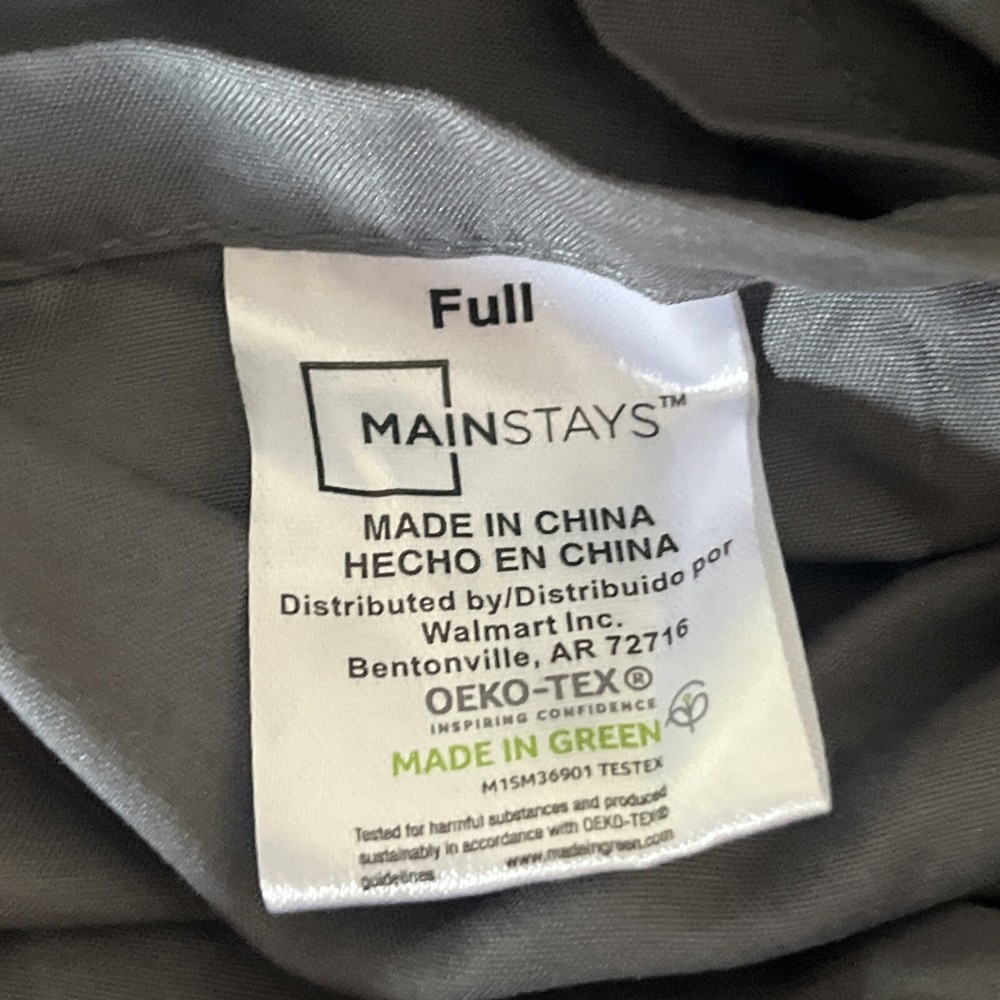 Full
MAINSTAYS™
MADE IN CHINA
HECHO EN CHINA
Distributed by/Distribuido por
Walmart Inc.
Bentonville, AR 72716
OEKO-TEX®
INSPIRING CONFIDENCE
MADE IN GREEN
M1SM36901 TESTEX
Tested for harmful substances and produced
sustainably in accordance with OEKO-TEX®
guidelines. www.madeingreen.com